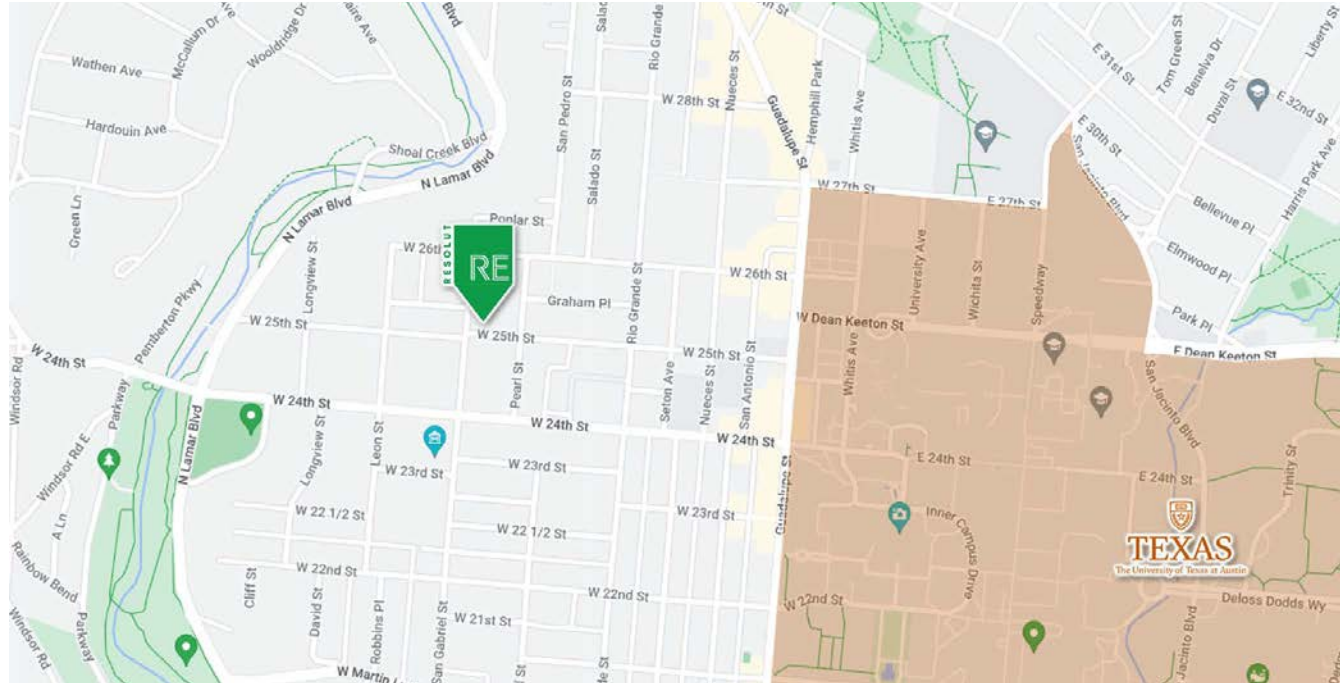 Blvd
McCallum Dr
Wooldridge Dr
Wathen Ave
Hardouin Ave
Shoal Creek Blvd
N Lamar Blvd
Green Ln
N Lamar Blvd
San Pedro St
Salado St
Rio Grande
Nueces St
W 28th St
Guadalupe St
Hemphill Park
Whitis Ave
E 31st St
Tom Green St
Benelva Dr
Duval St
Liberty St
E 32nd St
E 30th St
San Jacinto Blvd
Harris Park Ave
Bellevue Pl
Elmwood Pl
Park Pl
W 27th St
E 27th St
Poplar St
RESOLUT
RE
W 26th
W 26th St
Longview St
Graham Pl
Rio Grande St
University Ave
Wichita St
Speedway
Pemberton Pkwy
W 25th St
W 25th St
W 25th St
W Dean Keeton St
E Dean Keeton St
W 24th St
Windsor Rd
Parkway
Pearl St
Seton Ave
Nueces St
San Antonio St
Whitis Ave
San Jacinto Blvd
W 24th St
W 24th St
W 24th St
Leon St
Longview St
N Lamar Blvd
Windsor Rd E
W 23rd St
W 23rd St
W 23rd St
Guadalupe St
E 24th St
E 24th St
Trinity St
A Ln
W 22 1/2 St
W 22 1/2 St
Inner Campus Drive
TEXAS
The University of Texas at Austin
Rainbow Bend
Parkway
Windsor Rd
Cliff St
David St
Robbins Pl
San Gabriel St
W 22nd St
W 22nd St
W 22nd St
Deloss Dodds Wy
W 21st St
Jacinto Blvd
W Martin
de St